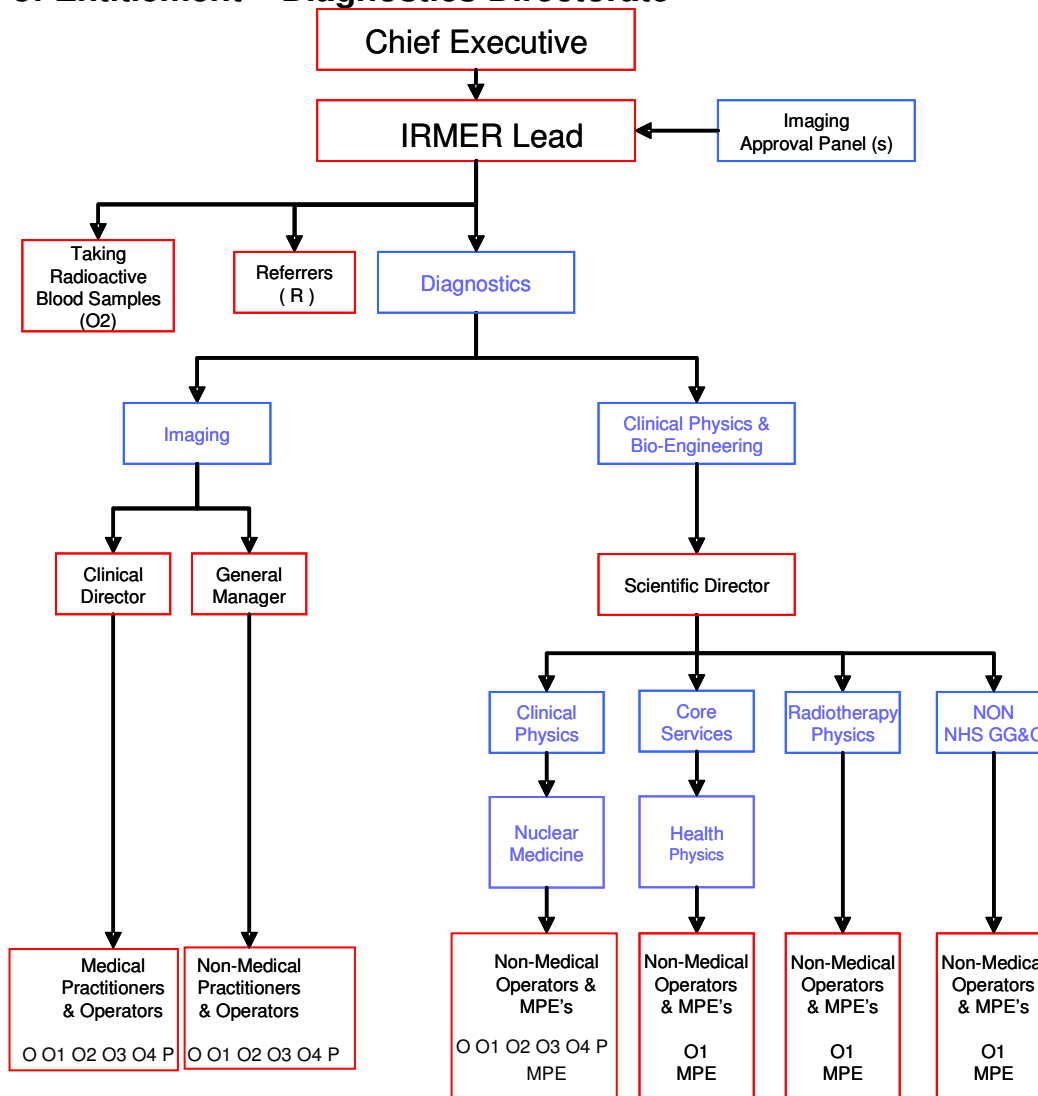 Chief Executive
IRMER Lead
Imaging
Approval Panel (s)
Taking
Radioactive
Blood Samples
(O2)
Referrers
( R )
Diagnostics
Imaging
Clinical Physics &
Bio-Engineering
Clinical
Director
General
Manager
Scientific Director
Clinical
Physics
Core
Services
Radiotherapy
Physics
NON
NHS GG&C
Nuclear
Medicine
Health
Physics
Medical
Practitioners
& Operators
O O1 O2 O3 O4 P
Non-Medical
Practitioners
& Operators
O O1 O2 O3 O4 P
Non-Medical
Operators &
MPE's
O O1 O2 O3 O4 P
MPE
Non-Medical
Operators
& MPE's
O1
MPE
Non-Medical
Operators
& MPE's
O1
MPE
Non-Medical
Operators
& MPE's
O1
MPE